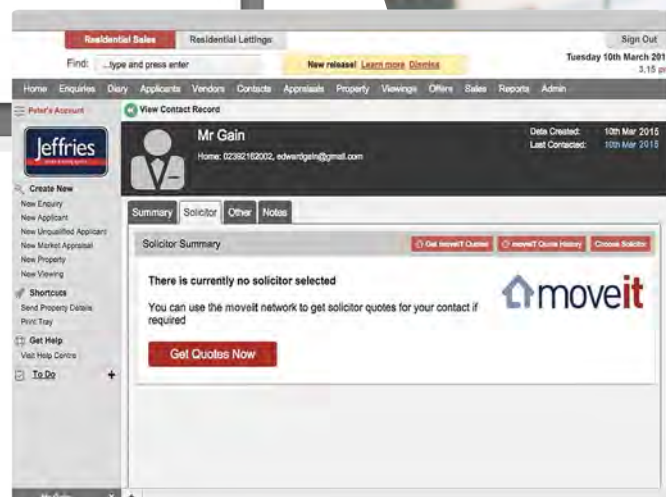 Residential Sales
Residential Lettings
Sign Out
Find: ...type and press enter
New release! Learn more Dismiss
Tuesday 10th March 201
3.15 p
Home Enquiries Diary Applicants Vendors Contacts Appraisals Property Viewings Offers Sales Reports Admin
Peter's Account
View Contact Record
Jeffries
Mr Gain
Home: 02392162002, edwardgain@gmail.com
Date Created: 10th Mar 2015
Last Contacted: 10th Mar 2015
Create New
New Enquiry
New Applicant
New Unqualified Applicant
New Market Appraisal
New Property
New Viewing
Shortcuts
Send Property Details
Print Tray
Get Help
Visit Help Centre
To Do +
Summary Solicitor Other Notes
Solicitor Summary
Get moveIT Quotes
moveIT Quote History
Choose Solicitor
There is currently no solicitor selected
You can use the moveit network to get solicitor quotes for your contact if
required
Get Quotes Now
moveit